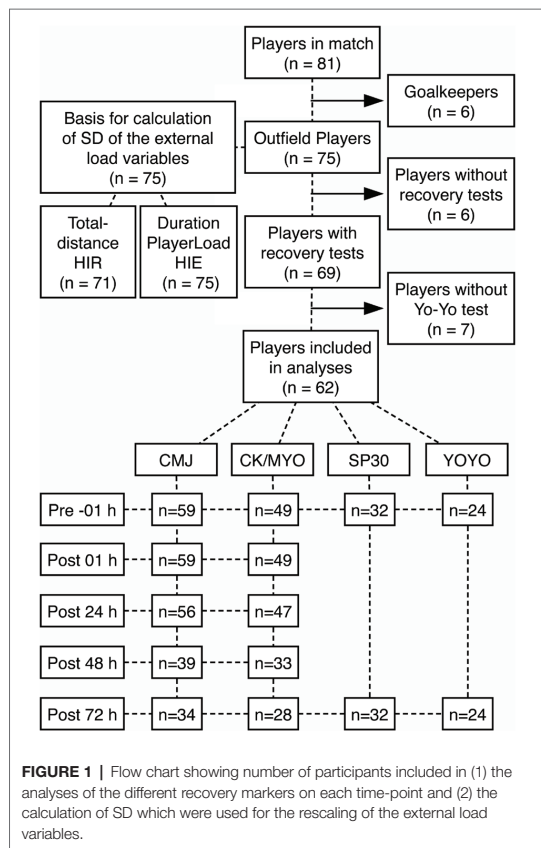 Players in match
(n = 81)
Goalkeepers
(n = 6)
Basis for calculation
of SD of the external
load variables
(n = 75)
Outfield Players
(n = 75)
Players without
recovery tests
(n = 6)
Total-
distance
HIR
(n = 71)
Duration
PlayerLoad
HIE
(n = 75)
Players with
recovery tests
(n = 69)
Players without
Yo-Yo test
(n = 7)
Players included
in analyses
(n = 62)
CMJ
CK/MYO
SP30
YOYO
Pre -01 h
n=59
n=49
n=32
n=24
Post 01 h
n=59
n=49
Post 24 h
n=56
n=47
Post 48 h
n=39
n=33
Post 72 h
n=34
n=28
n=32
n=24
FIGURE 1 | Flow chart showing number of participants included in (1) the
analyses of the different recovery markers on each time-point and (2) the
calculation of SD which were used for the rescaling of the external load
variables.